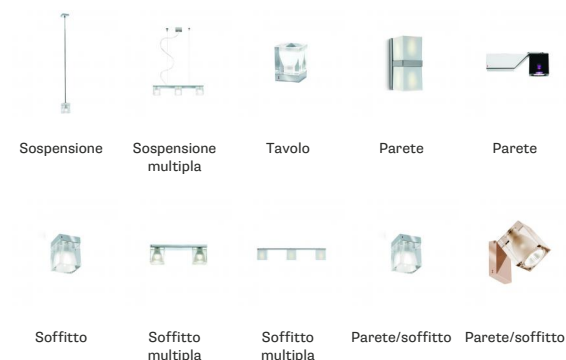 Sospensione
Sospensione
multipla
Tavolo
Parete
Parete
Soffitto
Soffitto
multipla
Soffitto
multipla
Parete/soffitto
Parete/soffitto